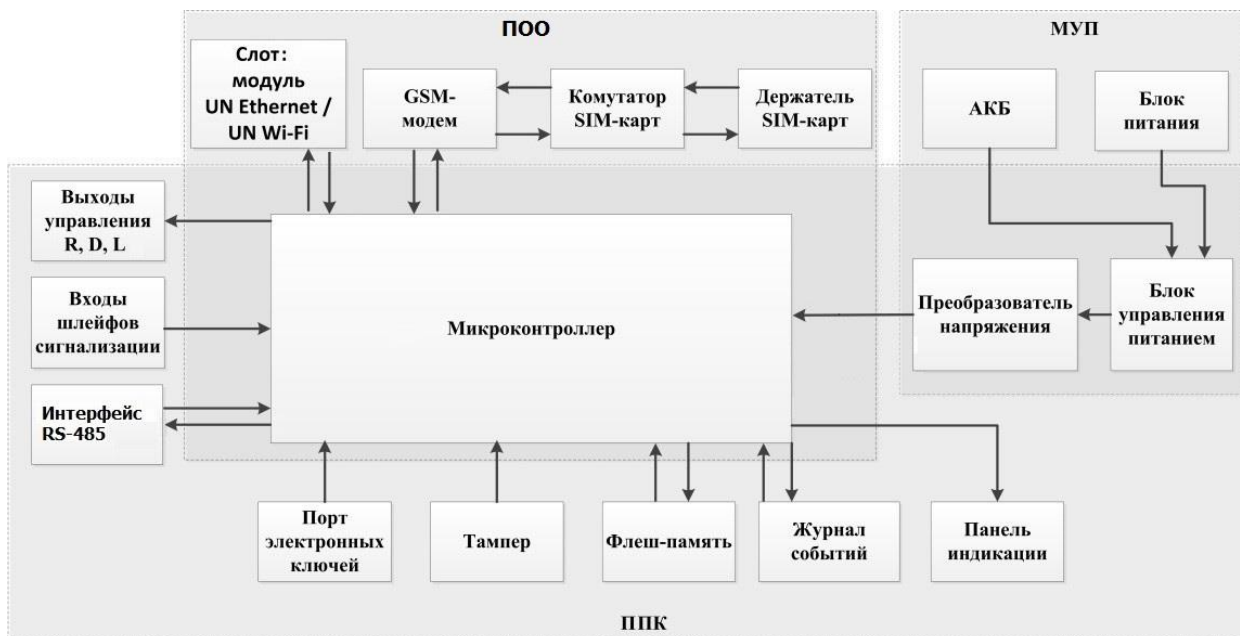 ПОО
МУП
Слот:
модуль
UN Ethernet /
UN Wi-Fi
GSM-
модем
Комутатор
SIM-карт
Держатель
SIM-карт
АКБ
Блок
питания
Выходы
управления
R, D, L
Входы
шлейфов
сигнализации
Интерфейс
RS-485
Микроконтроллер
Преобразователь
напряжения
Блок
управления
питанием
Порт
электронных
ключей
Тампер
Флеш-память
Журнал
событий
Панель
индикации
ППК